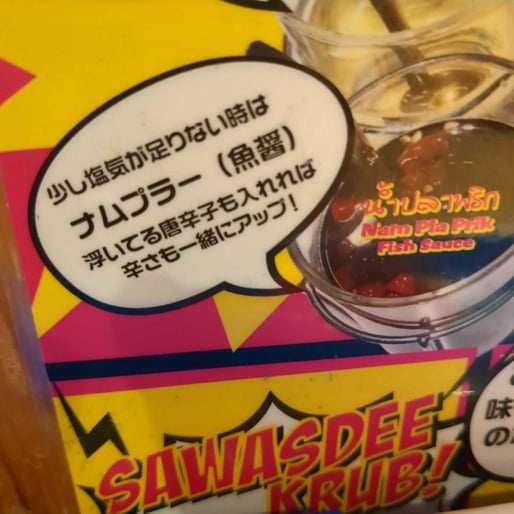 少し塩気が足りない時は
ナムプラー（魚醤）
浮いてる唐辛子も入れれば
辛さも一緒にアップ！
น้ำปลาพริก
Nam Pla Prik
Fish Sauce
SAWASDEE
KRUB!
味
の